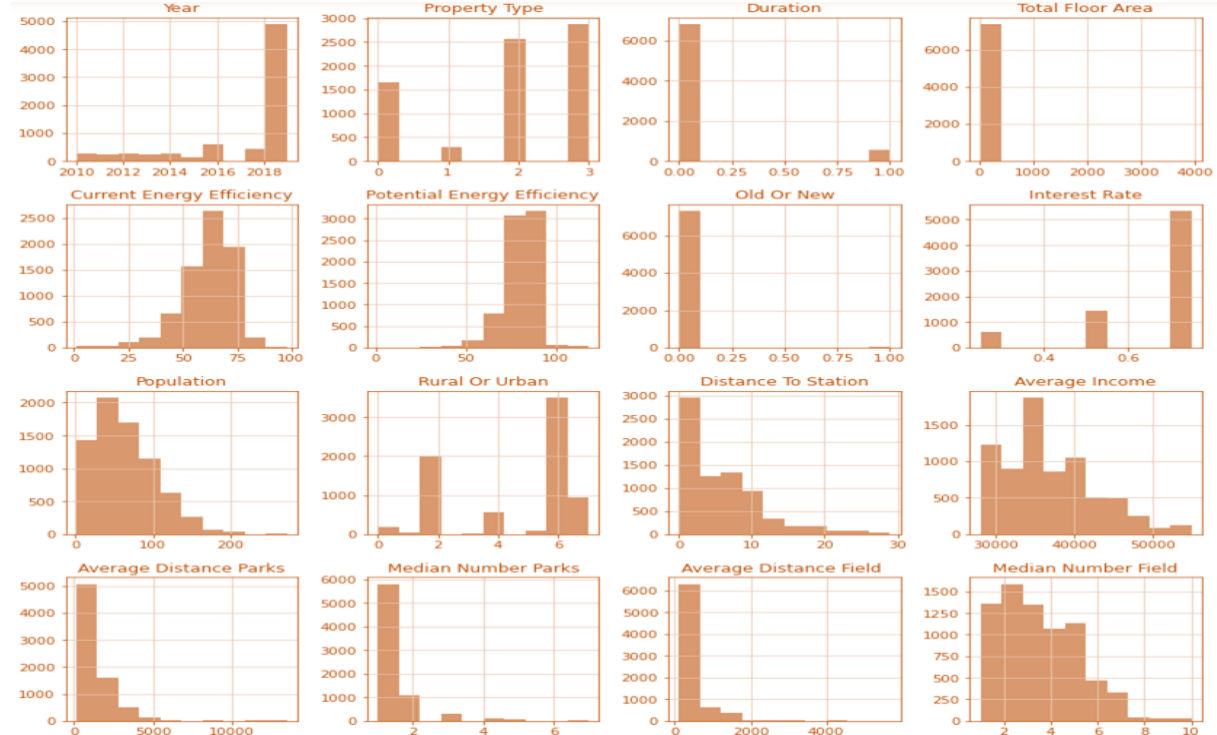 Year Property Type Duration Total Floor Area
5000 3000
4000 2500 6000 6000
3000 2000 4000 4000
2000 1500
1000 1000 2000 2000
500
0 0 0 0
2010 2012 2014 2016 2018 0 1 2 3 0.00 0.25 0.50 0.75 1.00 0 1000 2000 3000 4000
Current Energy Efficiency Potential Energy Efficiency Old Or New Interest Rate
2500 3000 5000
2000 2500 6000 4000
1500 2000 4000 3000
1000 1500 2000
500 1000 2000 1000
500
0 0 0 0
0 25 50 75 100 0 50 100 0.00 0.25 0.50 0.75 1.00 0.4 0.6
Population Rural Or Urban Distance To Station Average Income
2000 3000 3000 1500
1500 2500
1000 2000 2000 1000
500 1000 1500 500
1000
500
0 0 0 0
0 100 200 0 2 4 6 0 10 20 30 30000 40000 50000
Average Distance Parks Median Number Parks Average Distance Field Median Number Field
5000 6000 6000 1500
4000 5000 5000 1250
3000 4000 4000 1000
2000 3000 3000 750
1000 2000 2000 500
1000 1000 250
0 0 0 0
0 5000 10000 2 4 6 0 2000 4000 2 4 6 8 10